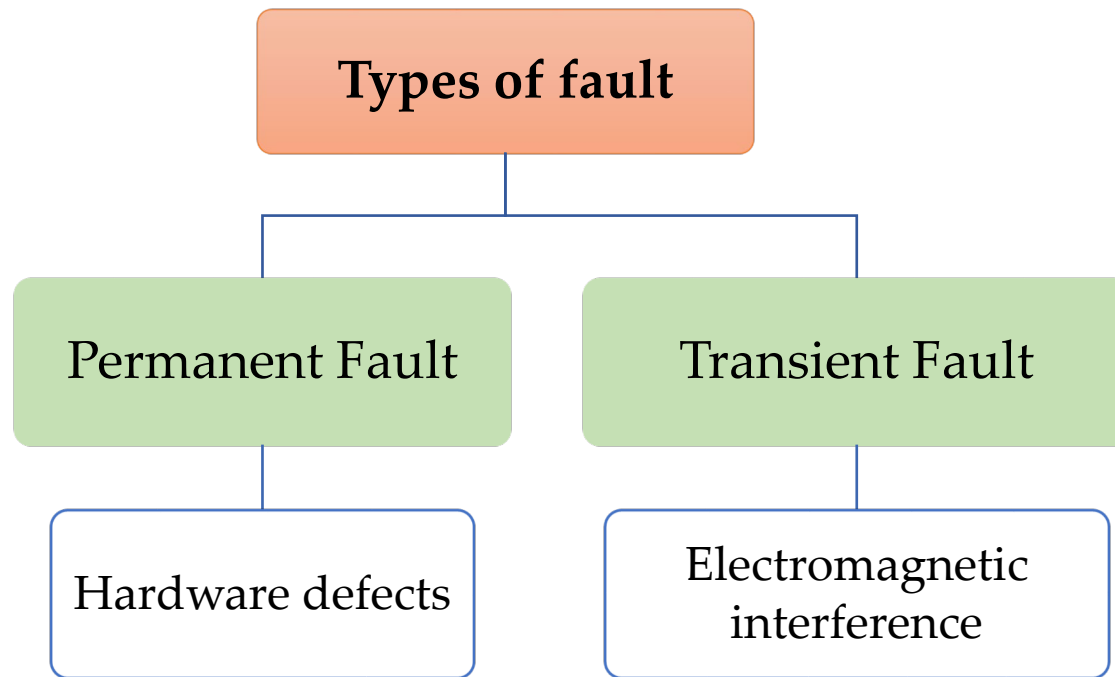 Types of fault
Permanent Fault
Transient Fault
Hardware defects
Electromagnetic
interference